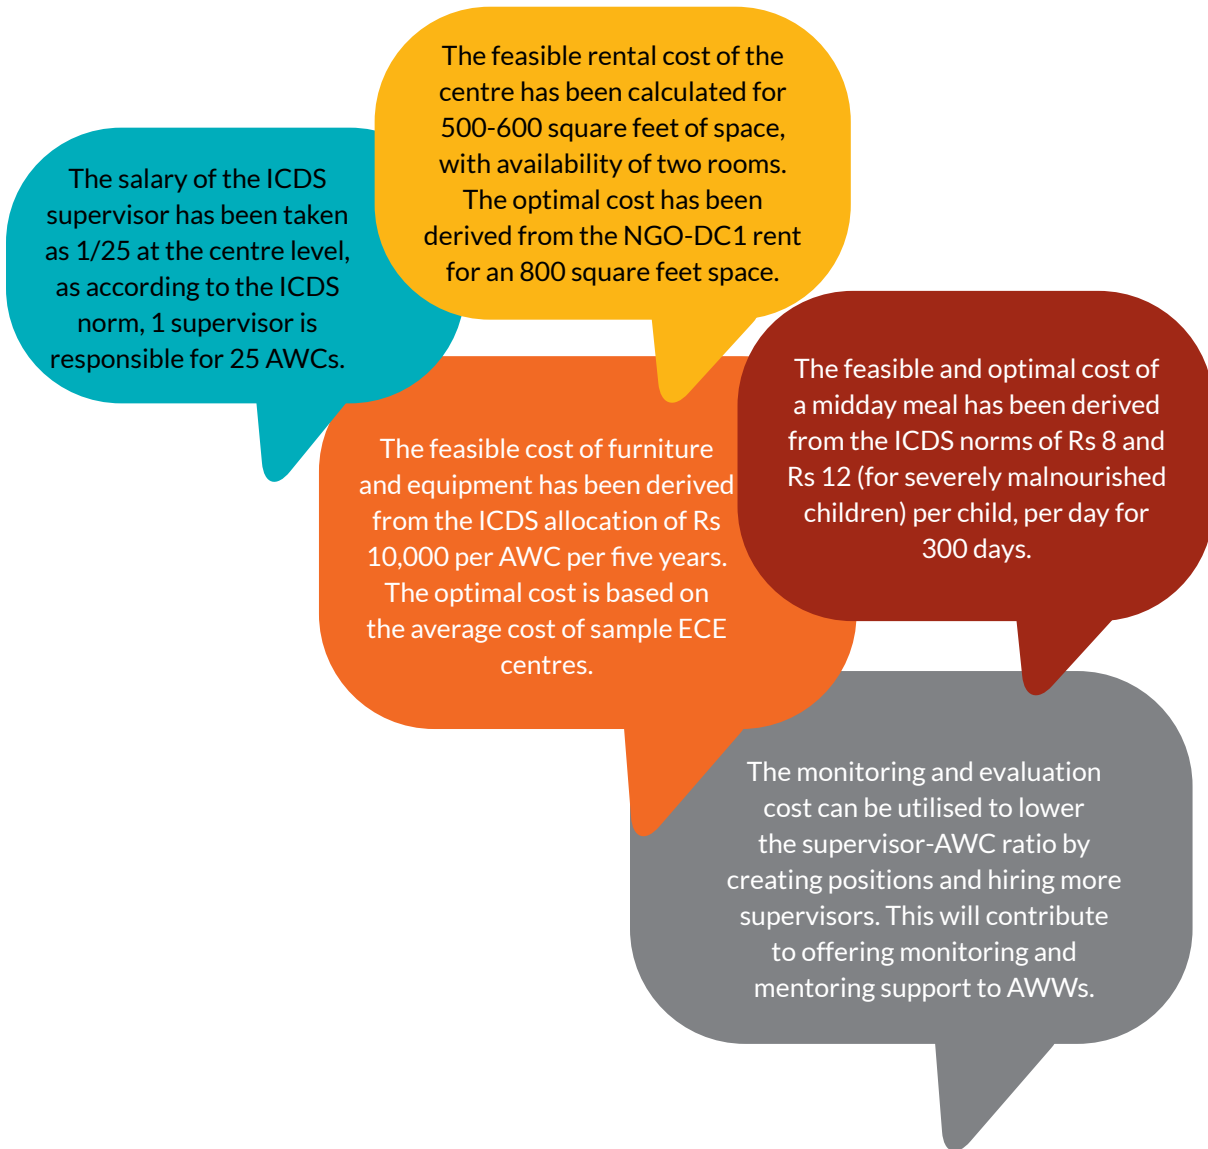 The feasible rental cost of the
centre has been calculated for
500-600 square feet of space,
with availability of two rooms.
The optimal cost has been
derived from the NGO-DC1 rent
for an 800 square feet space.
The salary of the ICDS
supervisor has been taken
as 1/25 at the centre level,
as according to the ICDS
norm, 1 supervisor is
responsible for 25 AWCs.
The feasible and optimal cost of
a midday meal has been derived
from the ICDS norms of Rs 8 and
Rs 12 (for severely malnourished
children) per child, per day for
300 days.
The feasible cost of furniture
and equipment has been derived
from the ICDS allocation of Rs
10,000 per AWC per five years.
The optimal cost is based on
the average cost of sample ECE
centres.
The monitoring and evaluation
cost can be utilised to lower
the supervisor-AWC ratio by
creating positions and hiring more
supervisors. This will contribute
to offering monitoring and
mentoring support to AWWs.